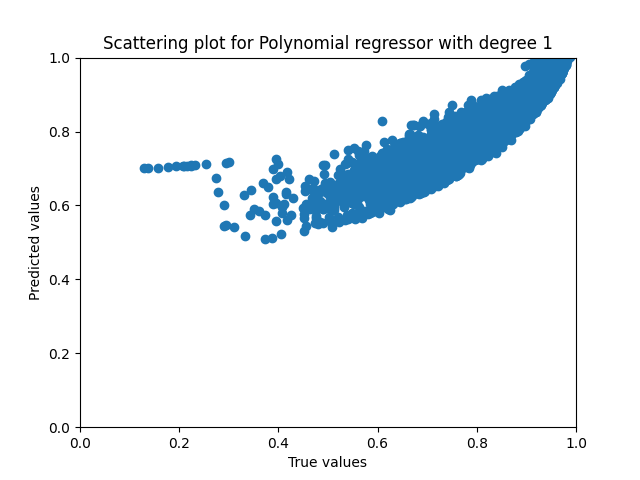 Scattering plot for Polynomial regressor with degree 1
1.0
0.8
0.6
0.4
0.2
0.0
Predicted values
0.0 0.2 0.4 0.6 0.8 1.0
True values